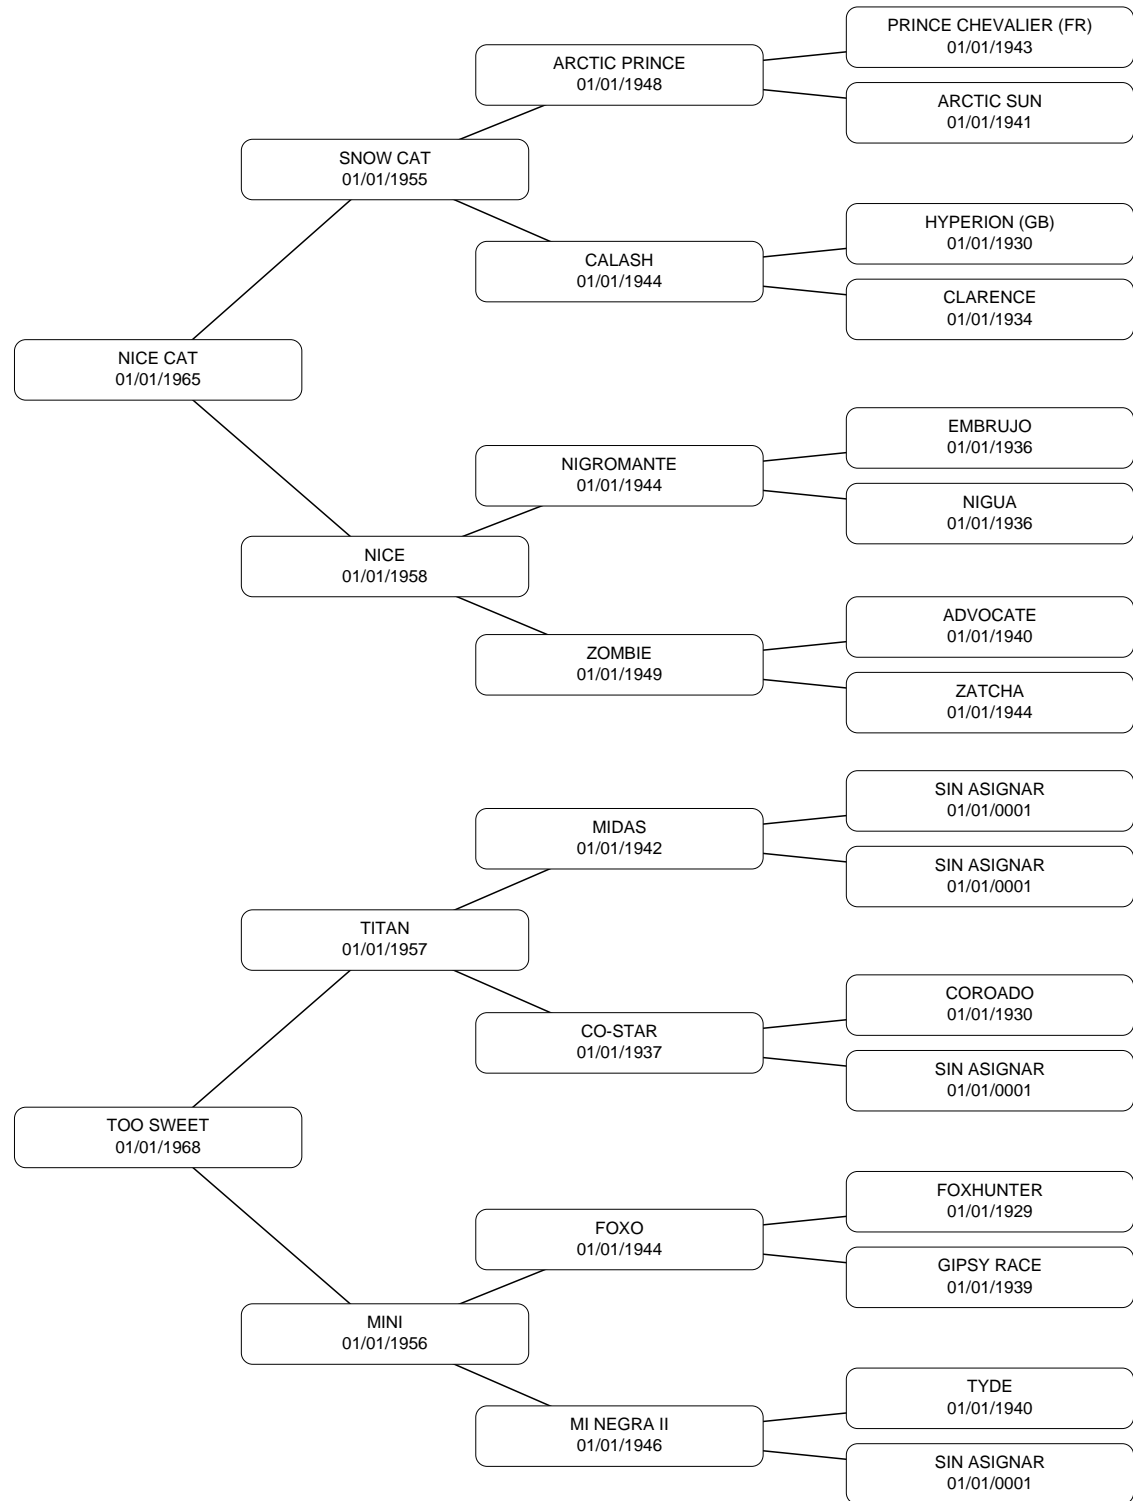 PRINCE CHEVALIER (FR)
01/01/1943
ARCTIC PRINCE
01/01/1948
ARCTIC SUN
01/01/1941
SNOW CAT
01/01/1955
HYPERION (GB)
01/01/1930
CALASH
01/01/1944
CLARENCE
01/01/1934
NICE CAT
01/01/1965
EMBRUJO
01/01/1936
NIGROMANTE
01/01/1944
NIGUA
01/01/1936
NICE
01/01/1958
ADVOCATE
01/01/1940
ZOMBIE
01/01/1949
ZATCHA
01/01/1944
SIN ASIGNAR
01/01/0001
MIDAS
01/01/1942
SIN ASIGNAR
01/01/0001
TITAN
01/01/1957
COROADO
01/01/1930
CO-STAR
01/01/1937
SIN ASIGNAR
01/01/0001
TOO SWEET
01/01/1968
FOXHUNTER
01/01/1929
FOXO
01/01/1944
GIPSY RACE
01/01/1939
MINI
01/01/1956
TYDE
01/01/1940
MI NEGRA II
01/01/1946
SIN ASIGNAR
01/01/0001